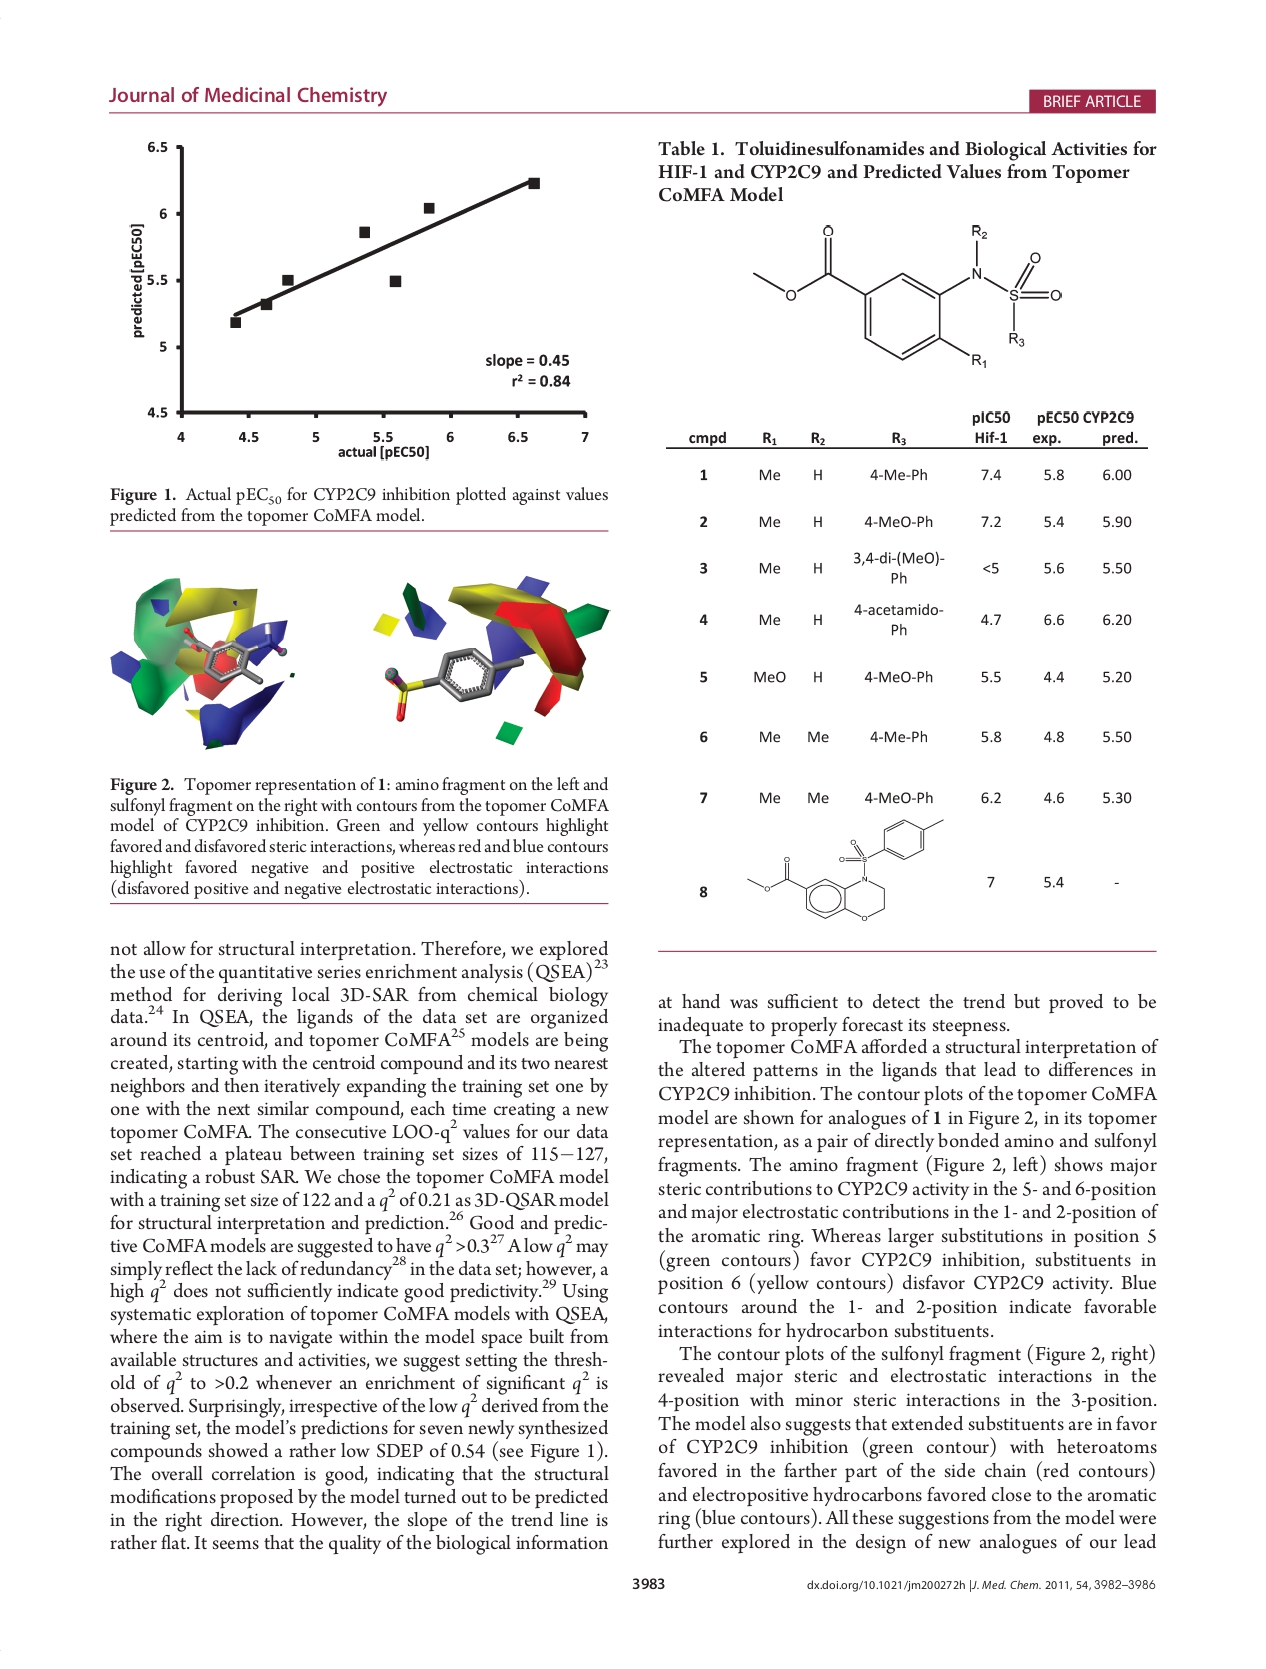 Journal of Medicinal Chemistry
BRIEF ARTICLE
6.5
6
5.5
5
4.5
predicted [pEC50]
slope = 0.45
r² = 0.84
4 4.5 5 5.5 6 6.5 7
actual [pEC50]
Figure 1. Actual pEC₅₀ for CYP2C9 inhibition plotted against values
predicted from the topomer CoMFA model.
Figure 2. Topomer representation of 1: amino fragment on the left and
sulfonyl fragment on the right with contours from the topomer CoMFA
model of CYP2C9 inhibition. Green and yellow contours highlight
favored and disfavored steric interactions, whereas red and blue contours
highlight favored negative and positive electrostatic interactions
(disfavored positive and negative electrostatic interactions).
not allow for structural interpretation. Therefore, we explored
the use of the quantitative series enrichment analysis (QSEA)²³
method for deriving local 3D-SAR from chemical biology
data.²⁴ In QSEA, the ligands of the data set are organized
around its centroid, and topomer CoMFA²⁵ models are being
created, starting with the centroid compound and its two nearest
neighbors and then iteratively expanding the training set one by
one with the next similar compound, each time creating a new
topomer CoMFA. The consecutive LOO-q² values for our data
set reached a plateau between training set sizes of 115−127,
indicating a robust SAR. We chose the topomer CoMFA model
with a training set size of 122 and a q² of 0.21 as 3D-QSAR model
for structural interpretation and prediction.²⁶ Good and predic-
tive CoMFA models are suggested to have q² >0.3²⁷ A low q² may
simply reflect the lack of redundancy²⁸ in the data set; however, a
high q² does not sufficiently indicate good predictivity.²⁹ Using
systematic exploration of topomer CoMFA models with QSEA,
where the aim is to navigate within the model space built from
available structures and activities, we suggest setting the thresh-
old of q² to >0.2 whenever an enrichment of significant q² is
observed. Surprisingly, irrespective of the low q² derived from the
training set, the model's predictions for seven newly synthesized
compounds showed a rather low SDEP of 0.54 (see Figure 1).
The overall correlation is good, indicating that the structural
modifications proposed by the model turned out to be predicted
in the right direction. However, the slope of the trend line is
rather flat. It seems that the quality of the biological information
Table 1. Toluidinesulfonamides and Biological Activities for
HIF-1 and CYP2C9 and Predicted Values from Topomer
CoMFA Model
O
R₂
O
O
N
S
O
R₃
R₁
pIC50 pEC50 CYP2C9
cmpd R₁ R₂ R₃ Hif-1 exp. pred.
1 Me H 4-Me-Ph 7.4 5.8 6.00
2 Me H 4-MeO-Ph 7.2 5.4 5.90
3 Me H 3,4-di-(MeO)-
Ph <5 5.6 5.50
4 Me H 4-acetamido-
Ph 4.7 6.6 6.20
5 MeO H 4-MeO-Ph 5.5 4.4 5.20
6 Me Me 4-Me-Ph 5.8 4.8 5.50
7 Me Me 4-MeO-Ph 6.2 4.6 5.30
O
O
O
S
O
N
O
8 7 5.4 -
at hand was sufficient to detect the trend but proved to be
inadequate to properly forecast its steepness.
The topomer CoMFA afforded a structural interpretation of
the altered patterns in the ligands that lead to differences in
CYP2C9 inhibition. The contour plots of the topomer CoMFA
model are shown for analogues of 1 in Figure 2, in its topomer
representation, as a pair of directly bonded amino and sulfonyl
fragments. The amino fragment (Figure 2, left) shows major
steric contributions to CYP2C9 activity in the 5- and 6-position
and major electrostatic contributions in the 1- and 2-position of
the aromatic ring. Whereas larger substitutions in position 5
(green contours) favor CYP2C9 inhibition, substituents in
position 6 (yellow contours) disfavor CYP2C9 activity. Blue
contours around the 1- and 2-position indicate favorable
interactions for hydrocarbon substituents.
The contour plots of the sulfonyl fragment (Figure 2, right)
revealed major steric and electrostatic interactions in the
4-position with minor steric interactions in the 3-position.
The model also suggests that extended substituents are in favor
of CYP2C9 inhibition (green contour) with heteroatoms
favored in the farther part of the side chain (red contours)
and electropositive hydrocarbons favored close to the aromatic
ring (blue contours). All these suggestions from the model were
further explored in the design of new analogues of our lead
3983
dx.doi.org/10.1021/jm200272h |J. Med. Chem. 2011, 54, 3982–3986